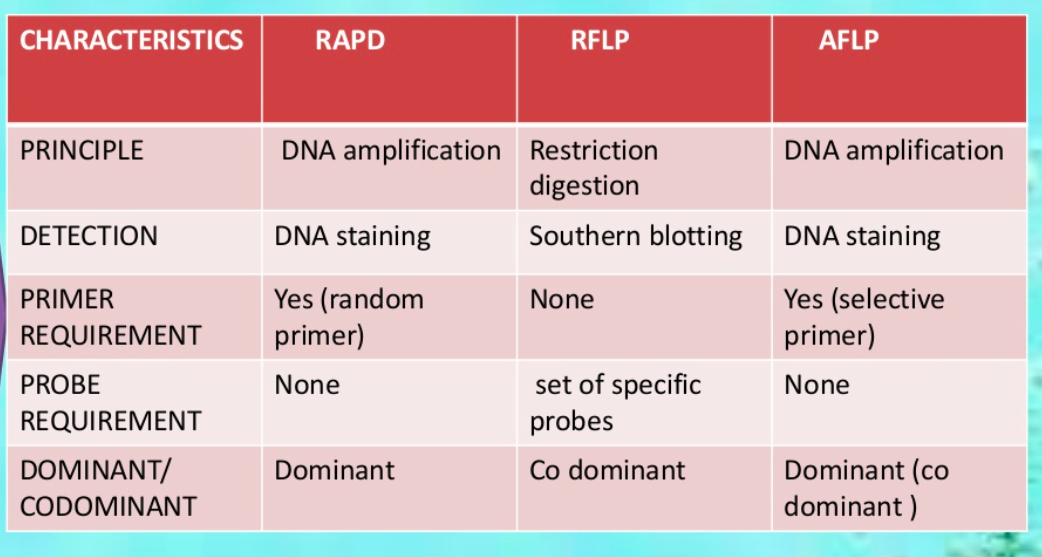 CHARACTERISTICS RAPD RFLP AFLP
PRINCIPLE DNA amplification Restriction DNA amplification
digestion
DETECTION DNA staining Southern blotting DNA staining
PRIMER Yes (random None Yes (selective
REQUIREMENT primer) primer)
PROBE None set of specific None
REQUIREMENT probes
DOMINANT/ Dominant Co dominant Dominant (co
CODOMINANT dominant )